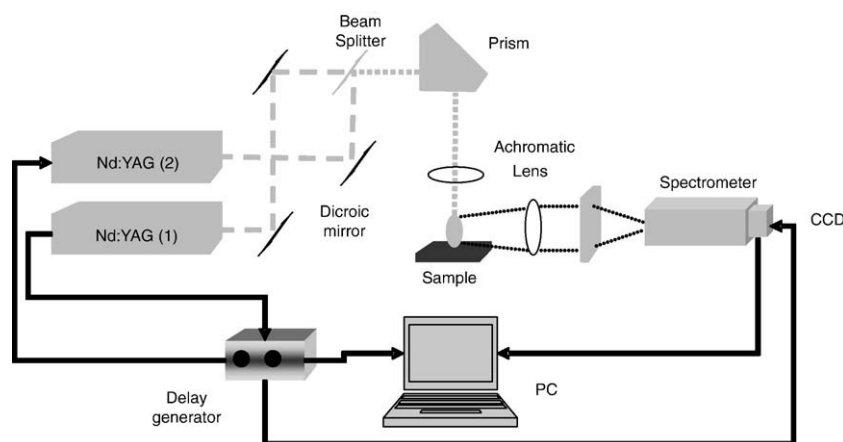 Beam
Splitter
Prism
Nd:YAG (2)
Achromatic
Lens
Spectrometer
Nd:YAG (1)
Dicroic
mirror
CCD
Sample
Delay
generator
PC